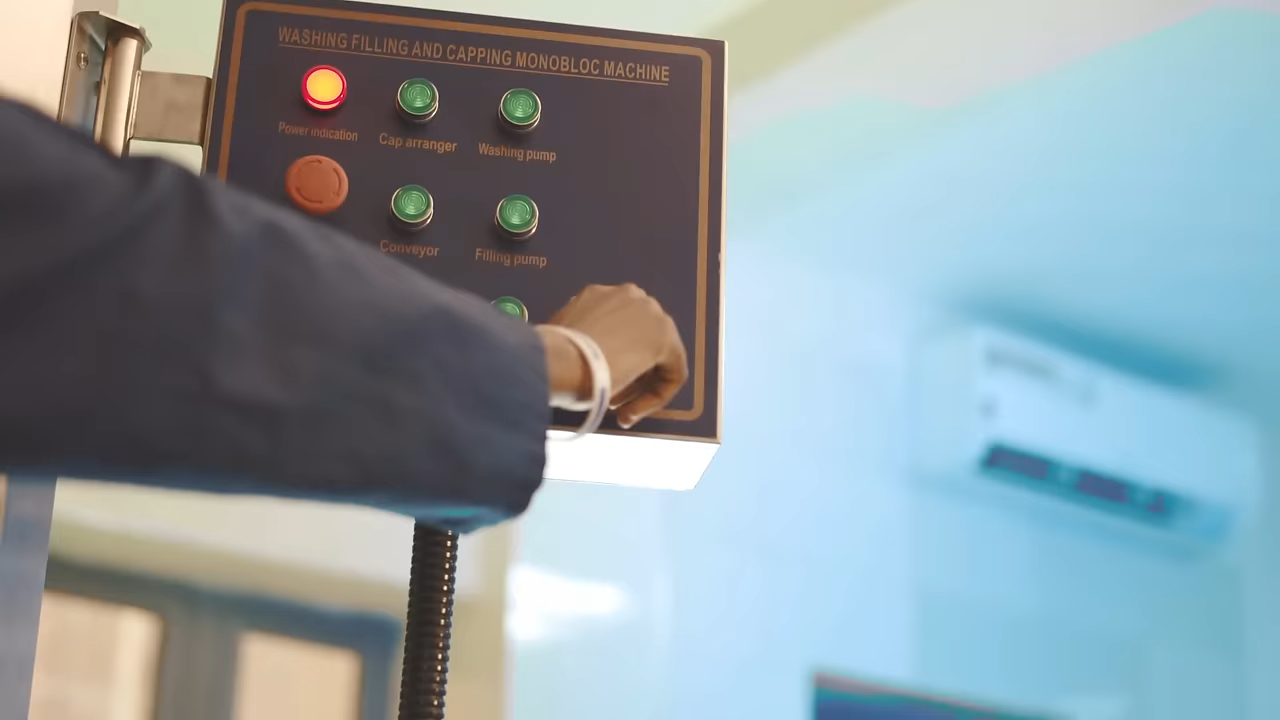 WASHING FILLING AND CAPPING MONOBLOC MACHINE
Power indication
Cap arranger
Washing pump
Conveyor
Filling pump